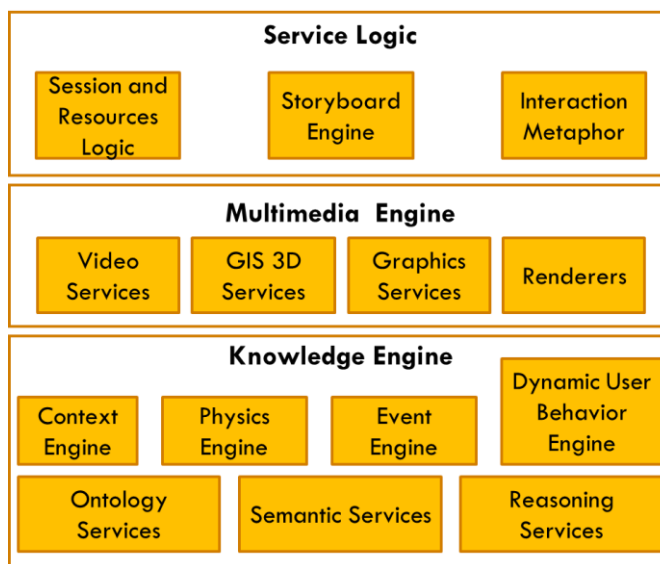 Service Logic
Session and
Resources
Logic
Storyboard
Engine
Interaction
Metaphor
Multimedia Engine
Video
Services
GIS 3D
Services
Graphics
Services
Renderers
Knowledge Engine
Context
Engine
Physics
Engine
Event
Engine
Dynamic User
Behavior
Engine
Ontology
Services
Semantic Services
Reasoning
Services